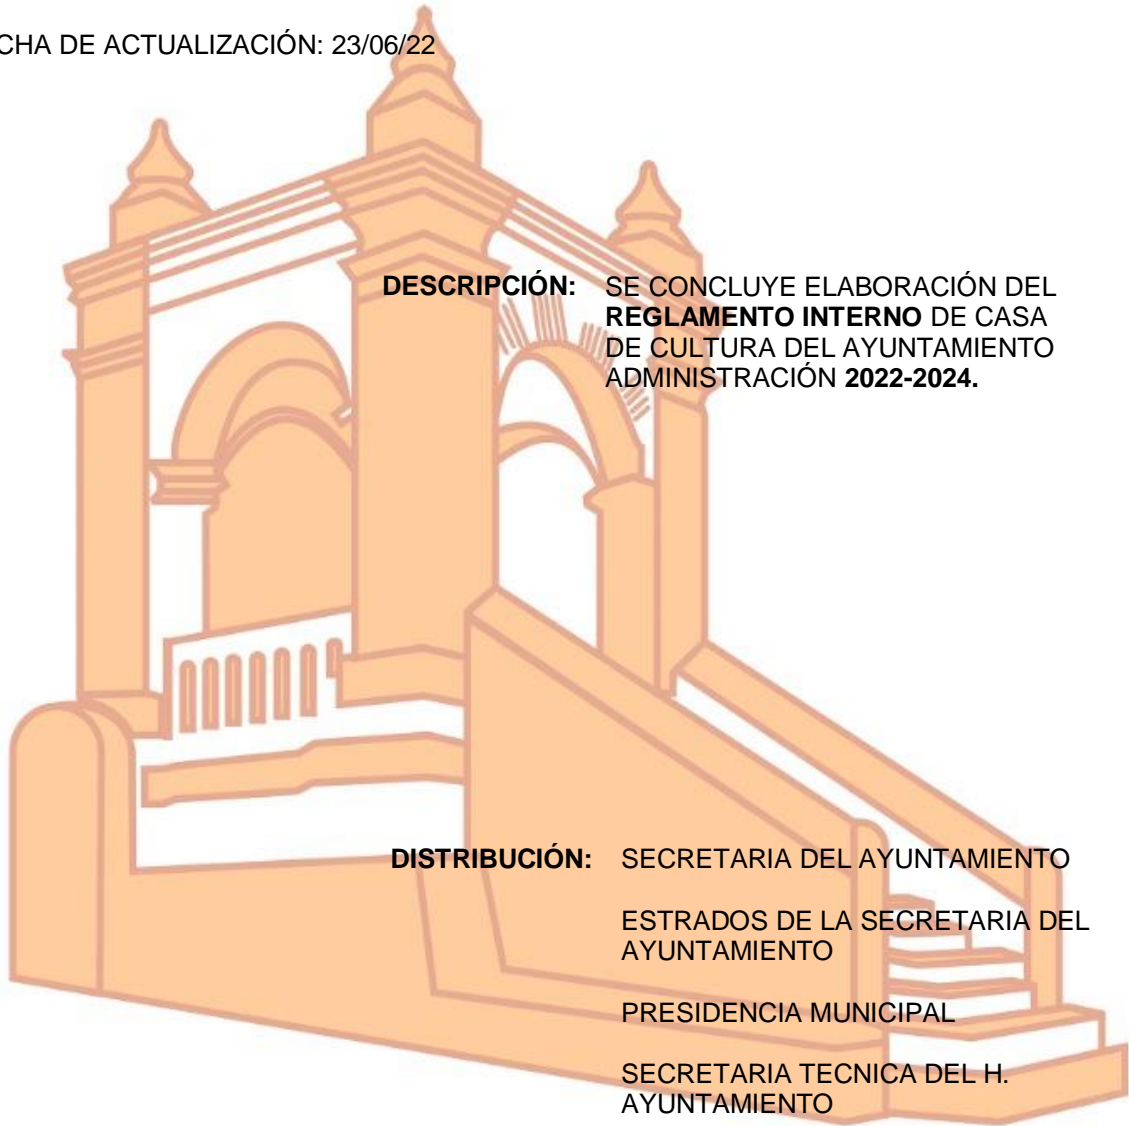 CHA DE ACTUALIZACIÓN: 23/06/22
DESCRIPCIÓN: SE CONCLUYE ELABORACIÓN DEL
REGLAMENTO INTERNO DE CASA
DE CULTURA DEL AYUNTAMIENTO
ADMINISTRACIÓN 2022-2024.
DISTRIBUCIÓN: SECRETARIA DEL AYUNTAMIENTO
ESTRADOS DE LA SECRETARIA DEL
AYUNTAMIENTO
PRESIDENCIA MUNICIPAL
SECRETARIA TECNICA DEL H.
AYUNTAMIENTO